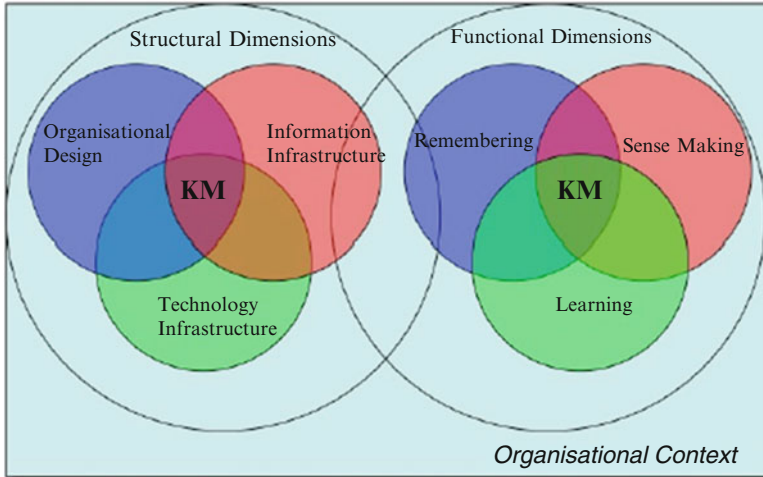 Structural Dimensions
Functional Dimensions
Organisational
Design
Information
Infrastructure
KM
Technology
Infrastructure
Remembering
Sense Making
KM
Learning
Organisational Context